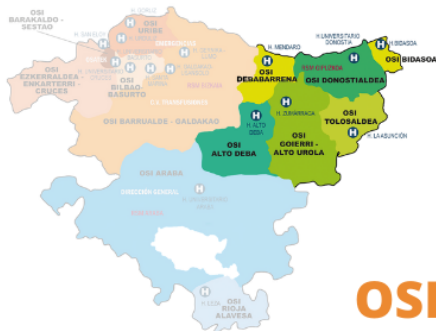 OSI
BARAKALDO -
SESTAO
OSI
URIBE
H. MENDARO
H. UNIVERSITARIO
DONOSTIA
H. BIDASOA
OSI BIDASOA
OSI
EZKERRALDEA -
ENKARTERRI -
CRUCES
OSI
BILBAO
BASURTO
OSI
DEBABARRENA
OSI DONOSTIALDEA
OSI BARRUALDE - GALDAKAO
H. ZUMARRAGA
H. ALTO
DEBA
OSI
TOLOSALDEA
H. LA ASUNCIÓN
OSI
ALTO DEBA
OSI
GOIERRI -
ALTO UROLA
OSI ARABA
DIRECCIÓN GENERAL
OSI
RIOJA
ALAVESA
OSI